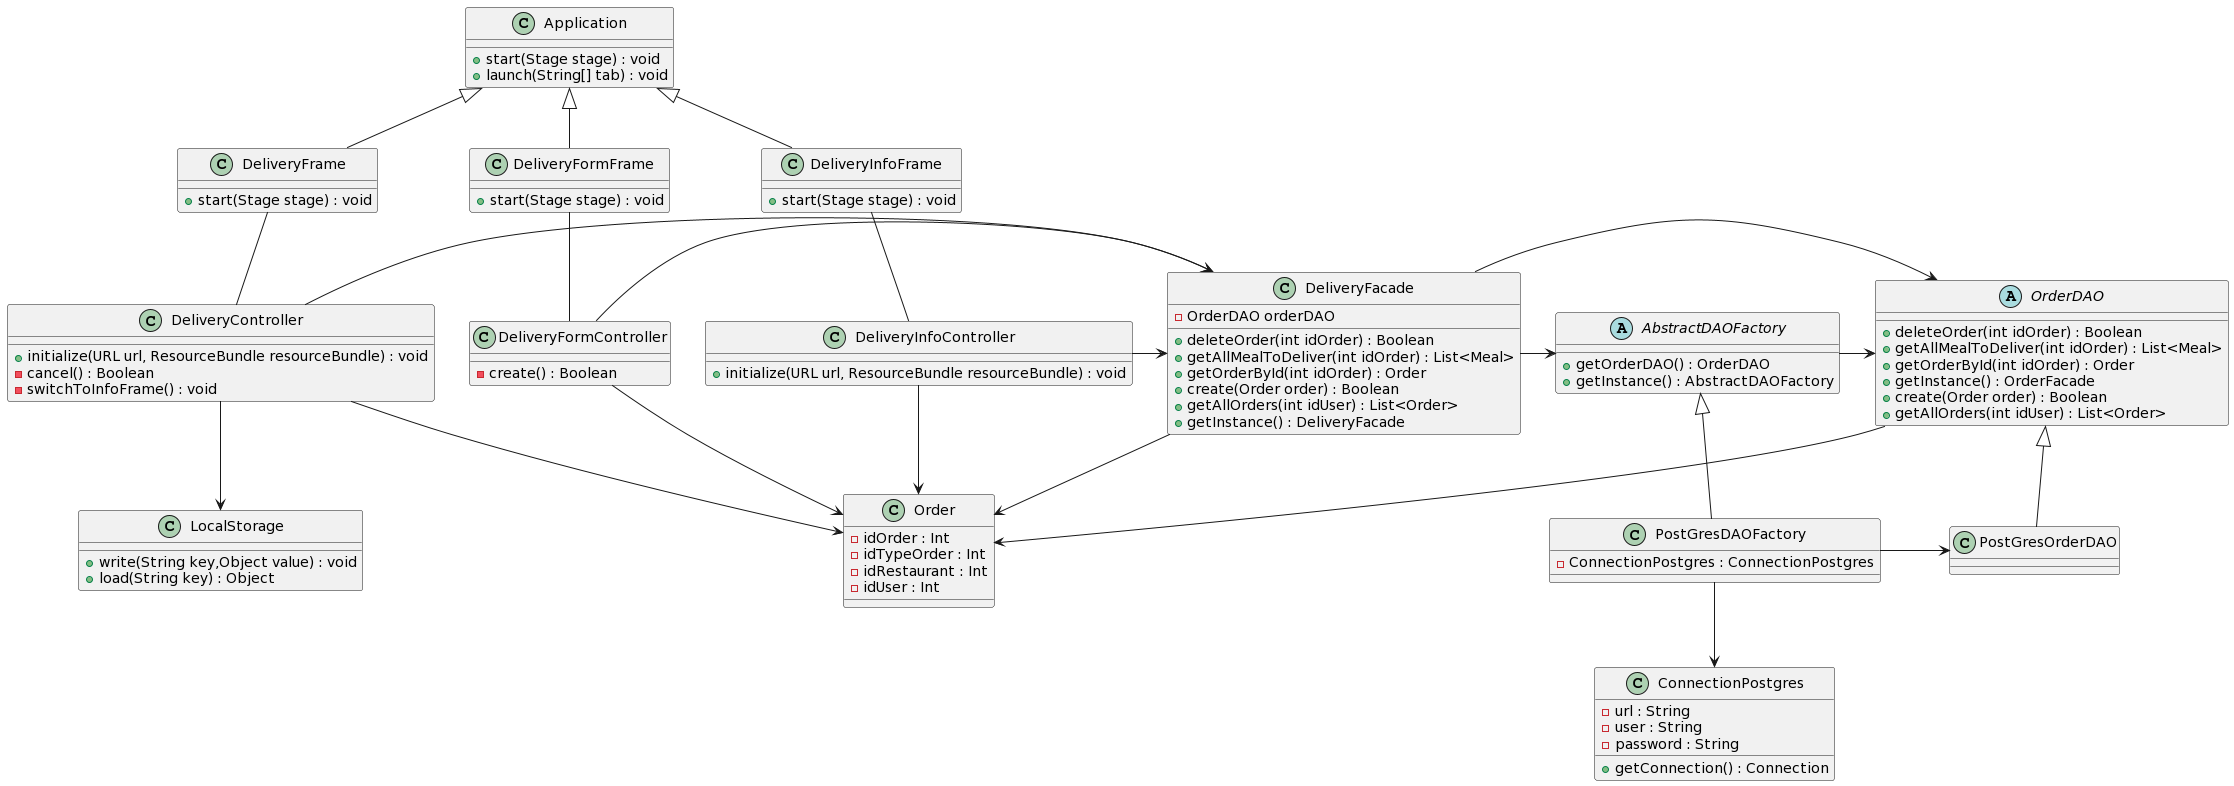 C Application
start(Stage stage) : void
launch(String[] tab) : void
C DeliveryFrame
start(Stage stage) : void
C DeliveryFormFrame
start(Stage stage) : void
C DeliveryInfoFrame
start(Stage stage) : void
C DeliveryController
initialize(URL url, ResourceBundle resourceBundle) : void
cancel() : Boolean
switchToInfoFrame() : void
C DeliveryFormController
create() : Boolean
C DeliveryInfoController
initialize(URL url, ResourceBundle resourceBundle) : void
C DeliveryFacade
OrderDAO orderDAO
deleteOrder(int idOrder) : Boolean
getAllMealToDeliver(int idOrder) : List<Meal>
getOrderById(int idOrder) : Order
create(Order order) : Boolean
getAllOrders(int idUser) : List<Order>
getInstance() : DeliveryFacade
A AbstractDAOFactory
getOrderDAO() : OrderDAO
getInstance() : AbstractDAOFactory
A OrderDAO
deleteOrder(int idOrder) : Boolean
getAllMealToDeliver(int idOrder) : List<Meal>
getOrderById(int idOrder) : Order
getInstance() : OrderFacade
create(Order order) : Boolean
getAllOrders(int idUser) : List<Order>
C LocalStorage
write(String key,Object value) : void
load(String key) : Object
C Order
idOrder : Int
idTypeOrder : Int
idRestaurant : Int
idUser : Int
C PostGresDAOFactory
ConnectionPostgres : ConnectionPostgres
C PostGresOrderDAO
C ConnectionPostgres
url : String
user : String
password : String
getConnection() : Connection